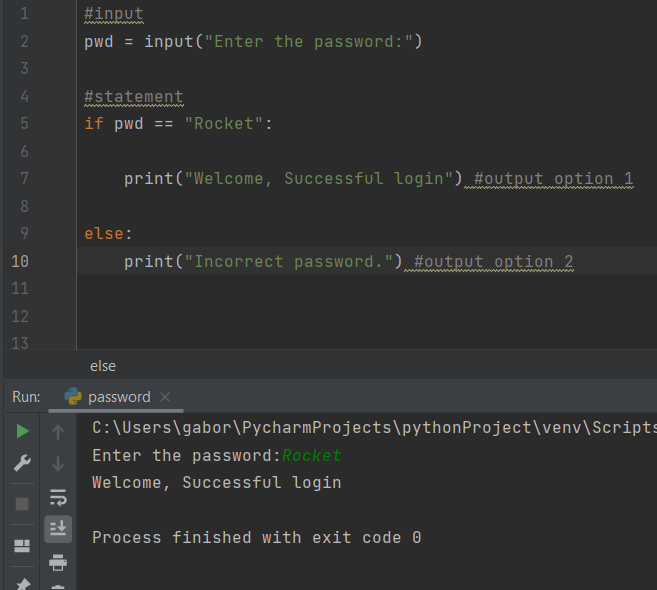 1 #input
2 pwd = input("Enter the password:")
3
4 #statement
5 if pwd == "Rocket":
6
7     print("Welcome, Successful login") #output option 1
8
9 else:
10     print("Incorrect password.") #output option 2
11
12
13
else
Run: password ×
C:\Users\gabor\PycharmProjects\pythonProject\venv\Scripts
Enter the password:Rocket
Welcome, Successful login
Process finished with exit code 0